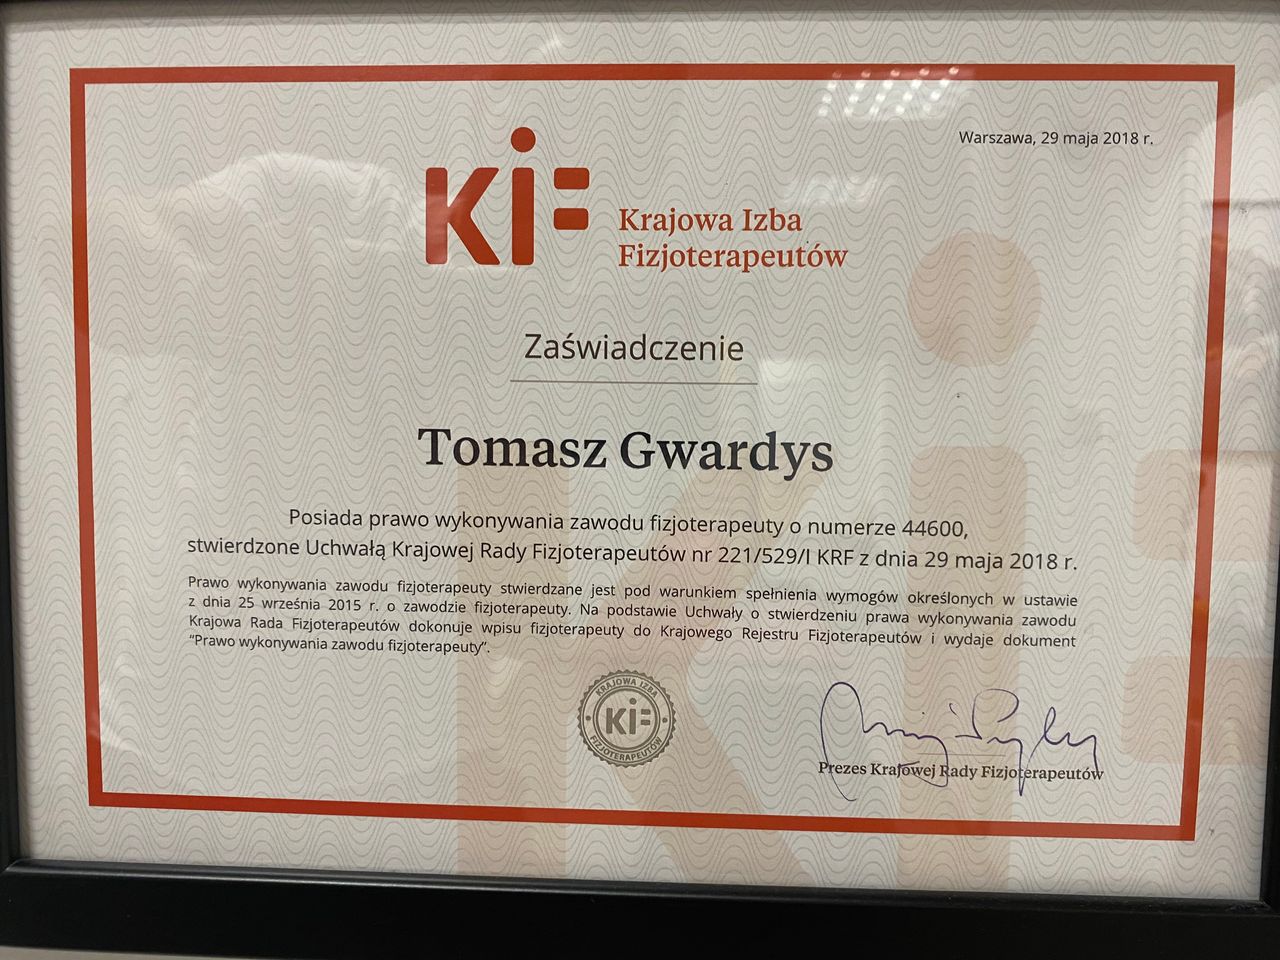 Warszawa, 29 maja 2018 r.
KIF
Krajowa Izba
Fizjoterapeutów
Zaświadczenie
Tomasz Gwardys
Posiada prawo wykonywania zawodu fizjoterapeuty o numerze 44600,
stwierdzone Uchwałą Krajowej Rady Fizjoterapeutów nr 221/529/I KRF z dnia 29 maja 2018 r.
Prawo wykonywania zawodu fizjoterapeuty stwierdzane jest pod warunkiem spełnienia wymogów określonych w ustawie
z dnia 25 września 2015 r. o zawodzie fizjoterapeuty. Na podstawie Uchwały o stwierdzeniu prawa wykonywania zawodu
Krajowa Rada Fizjoterapeutów dokonuje wpisu fizjoterapeuty do Krajowego Rejestru Fizjoterapeutów i wydaje dokument
“Prawo wykonywania zawodu fizjoterapeuty”.
KRAJOWA IZBA
KIF
FIZJOTERAPEUTÓW
Prezes Krajowej Rady Fizjoterapeutów